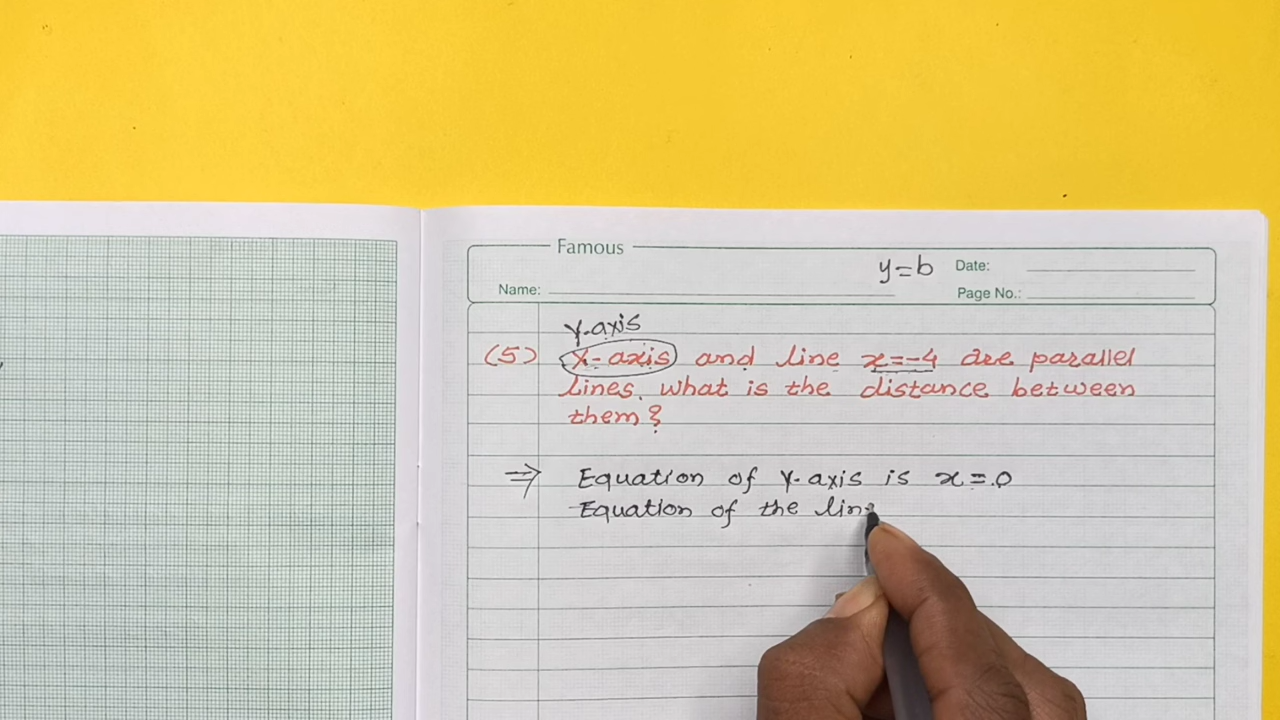 Famous
y=b
Date:
Name:
Page No.:
Y-axis
(5) X-axis and line x=-4 are parallel
lines. what is the distance between
them?
⇒ Equation of Y-axis is x=0
Equation of the line